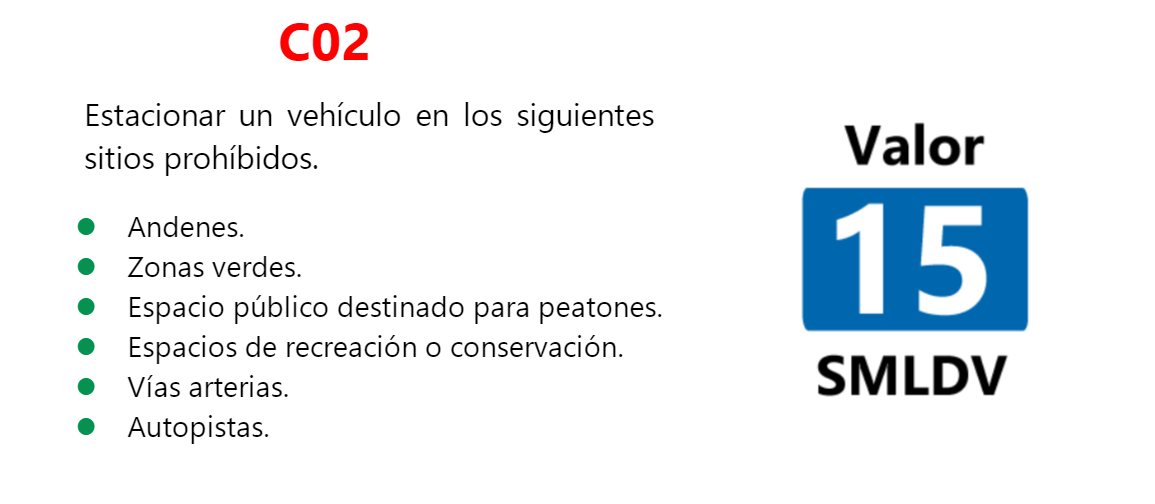 C02
Estacionar un vehículo en los siguientes
sitios prohíbidos.
Andenes.
Zonas verdes.
Espacio público destinado para peatones.
Espacios de recreación o conservación.
Vías arterias.
Autopistas.
Valor
15
SMLDV